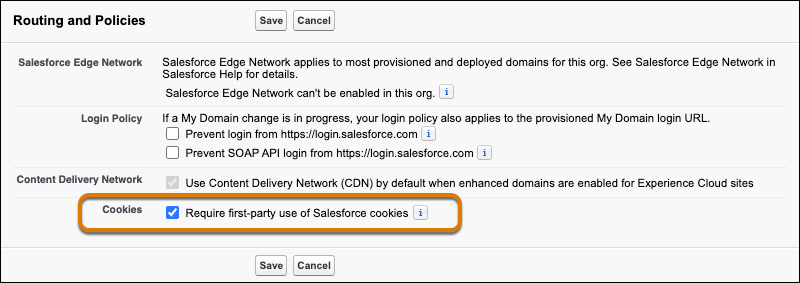 Routing and Policies
Save
Cancel
Salesforce Edge Network
Salesforce Edge Network applies to most provisioned and deployed domains for this org. See Salesforce Edge Network in
Salesforce Help for details.
Salesforce Edge Network can't be enabled in this org. i
Login Policy
If a My Domain change is in progress, your login policy also applies to the provisioned My Domain login URL.
Prevent login from https://login.salesforce.com i
Prevent SOAP API login from https://login.salesforce.com i
Content Delivery Network
Use Content Delivery Network (CDN) by default when enhanced domains are enabled for Experience Cloud sites
Cookies
Require first-party use of Salesforce cookies i
Save
Cancel